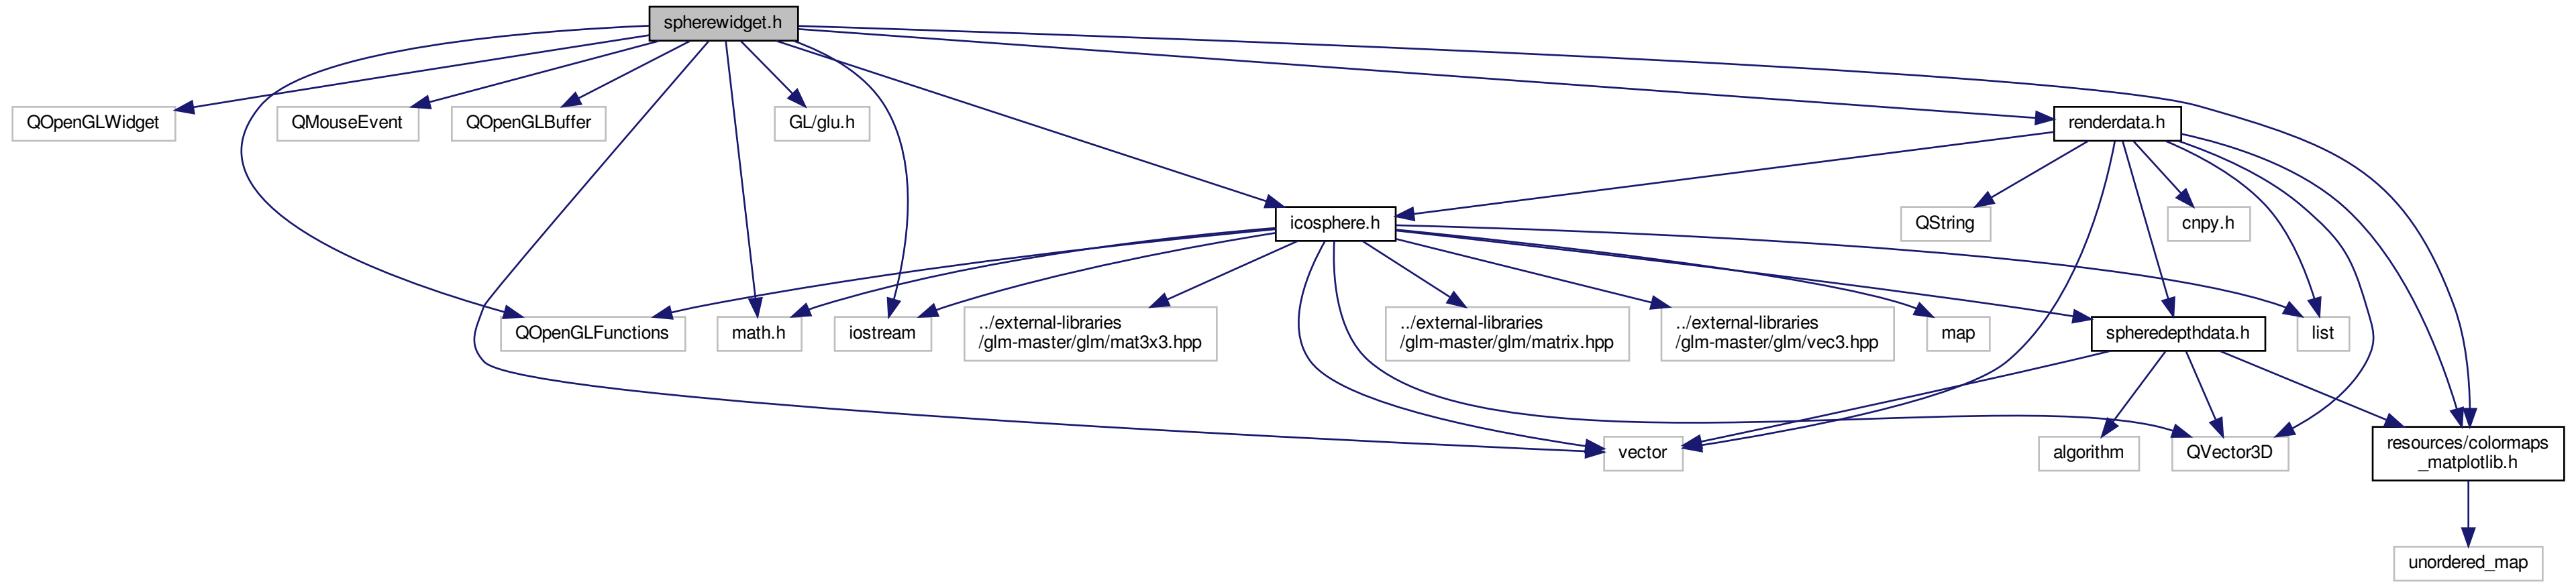 spherewidget.h
QOpenGLWidget
QMouseEvent
QOpenGLBuffer
GL/glu.h
renderdata.h
icosphere.h
QString
cnpy.h
QOpenGLFunctions
math.h
iostream
../external-libraries
/glm-master/glm/mat3x3.hpp
../external-libraries
/glm-master/glm/matrix.hpp
../external-libraries
/glm-master/glm/vec3.hpp
map
spheredepthdata.h
list
vector
algorithm
QVector3D
resources/colormaps
_matplotlib.h
unordered_map